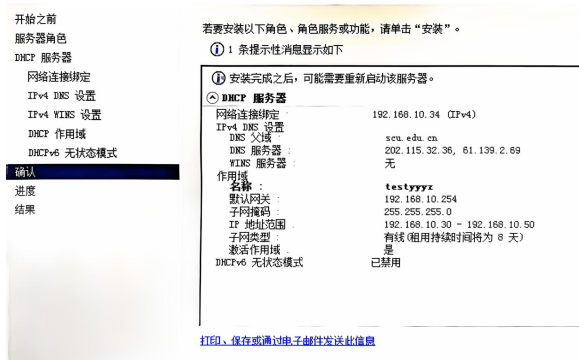 开始之前
服务器角色
DHCP 服务器
网络连接绑定
IPv4 DNS 设置
IPv4 WINS 设置
DHCP 作用域
DHCPv6 无状态模式
确认
进度
结果
若要安装以下角色、角色服务或功能，请单击“安装”。
1 条提示性消息显示如下
安装完成之后，可能需要重新启动该服务器。
DHCP 服务器
网络连接绑定 : 192.168.10.34 (IPv4)
IPv4 DNS 设置
DNS 父域 : scu.edu.cn
DNS 服务器 : 202.115.32.36, 61.139.2.69
WINS 服务器 : 无
作用域
名称 : testyyyz
默认网关 : 192.168.10.254
子网掩码 : 255.255.255.0
IP 地址范围 : 192.168.10.30 - 192.168.10.50
子网类型 : 有线(租用持续时间将为 8 天)
激活作用域 : 是
DHCPv6 无状态模式 已禁用
打印、保存或通过电子邮件发送此信息